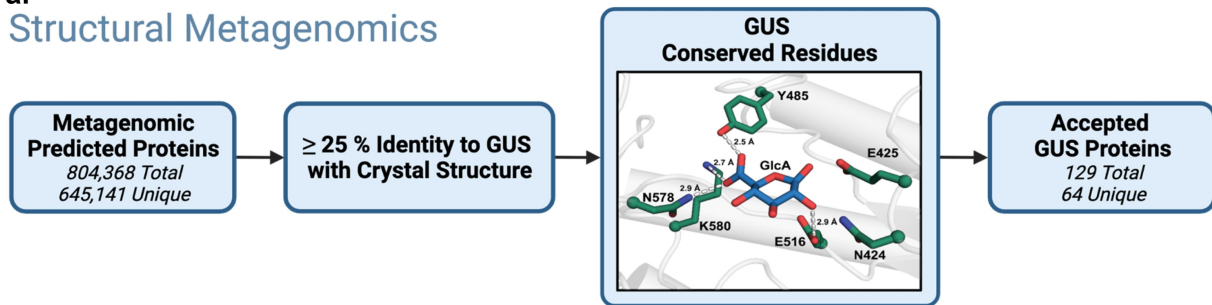 a.
Structural Metagenomics
Metagenomic
Predicted Proteins
804,368 Total
645,141 Unique
≥ 25 % Identity to GUS
with Crystal Structure
GUS
Conserved Residues
Y485
2.5 Å
2.7 Å
GlcA
E425
2.9 Å
N578
K580
E516
2.9 Å
N424
Accepted
GUS Proteins
129 Total
64 Unique